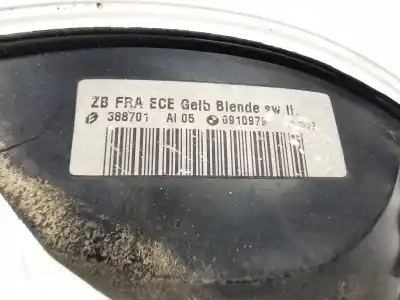 ZB FRA ECE Gelb Blende sw li.
388701 AI 05 6910979